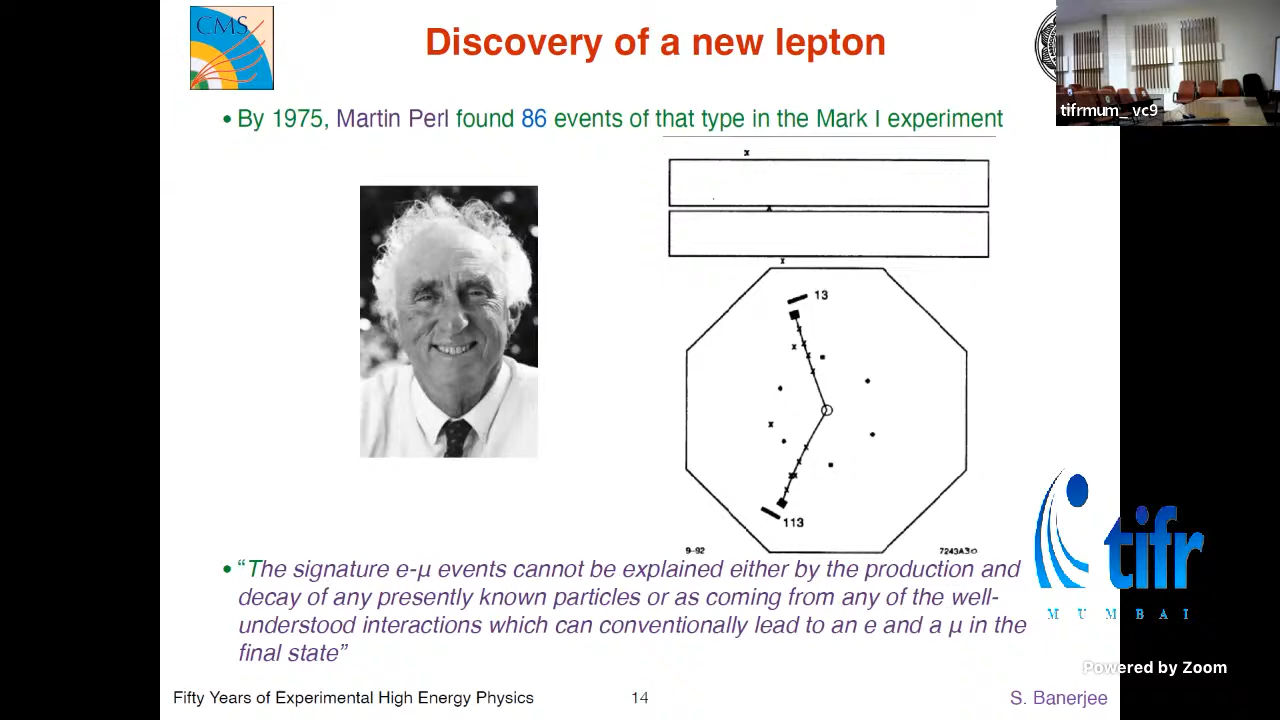 CMS
Discovery of a new lepton
tifrmum_ vc9
• By 1975, Martin Perl found 86 events of that type in the Mark I experiment
13
113
9-92
7243A30
• “The signature e-μ events cannot be explained either by the production and
decay of any presently known particles or as coming from any of the well-
understood interactions which can conventionally lead to an e and a μ in the
final state”
tifr
MUMBAI
Powered by Zoom
Fifty Years of Experimental High Energy Physics
14
S. Banerjee